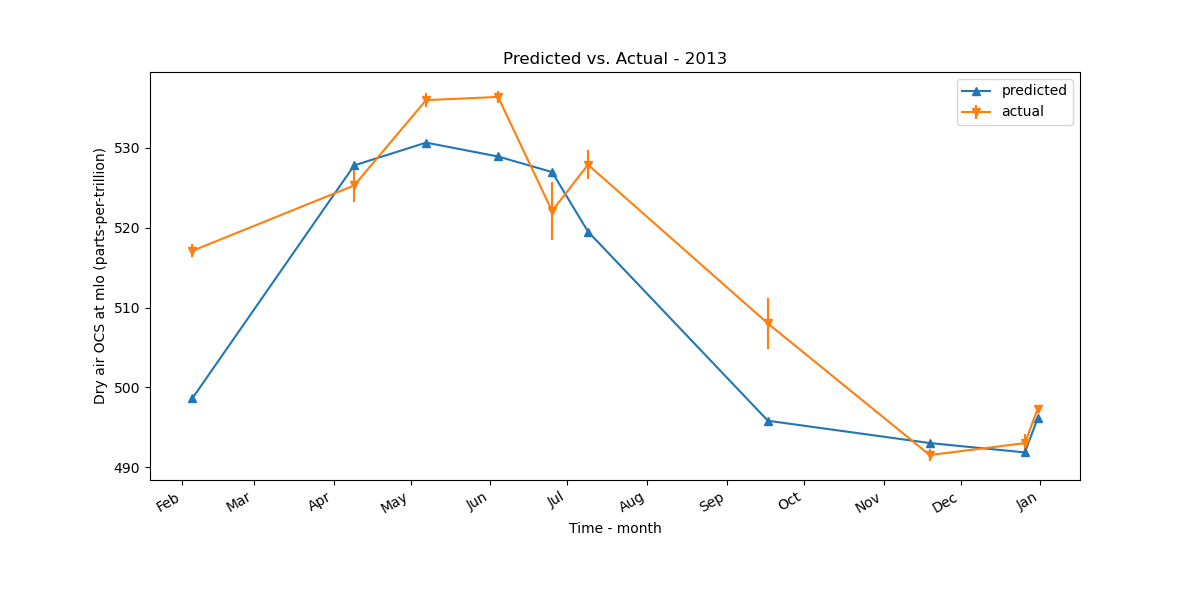 Predicted vs. Actual - 2013
predicted
actual
Dry air OCS at mlo (parts-per-trillion)
530
520
510
500
490
Feb
Mar
Apr
May
Jun
Jul
Aug
Sep
Oct
Nov
Dec
Jan
Time - month